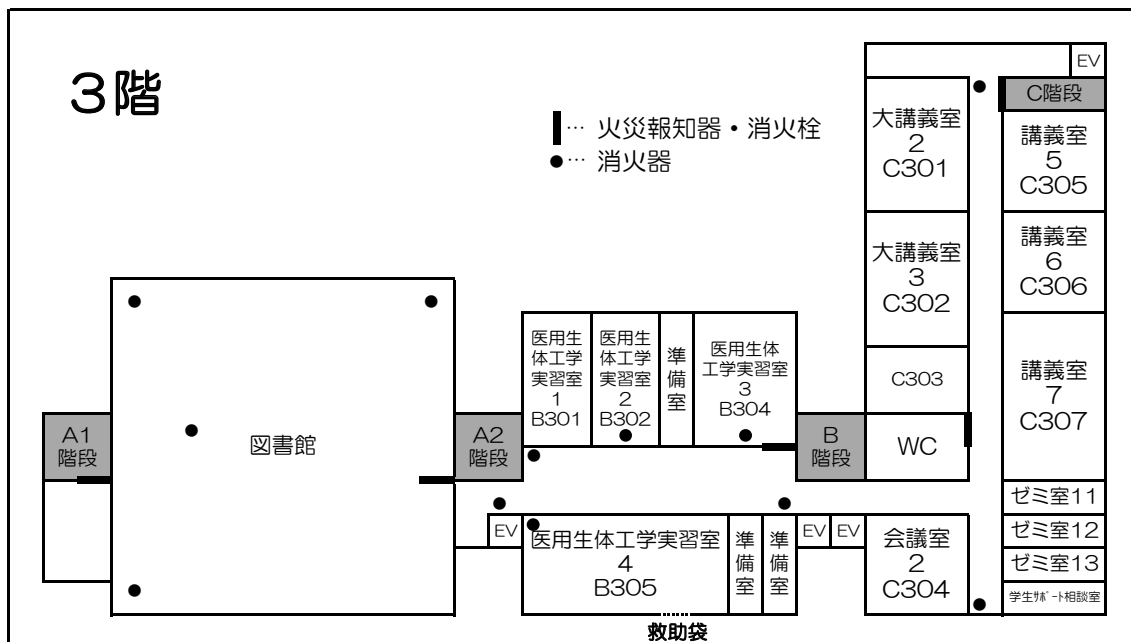 3階
… 火災報知器・消火栓
●… 消火器
EV
C階段
大講義室
2
C301
講義室
5
C305
大講義室
3
C302
講義室
6
C306
C303
講義室
7
C307
WC
B
階段
医用生
体工学
実習室
1
B301
医用生
体工学
実習室
2
B302
準
備
室
医用生体
工学実習室
3
B304
A1
階段
図書館
A2
階段
ゼミ室11
ゼミ室12
ゼミ室13
学生ｻﾎﾟｰﾄ相談室
EV
医用生体工学実習室
4
B305
準
備
室
準
備
室
EV
EV
会議室
2
C304
救助袋